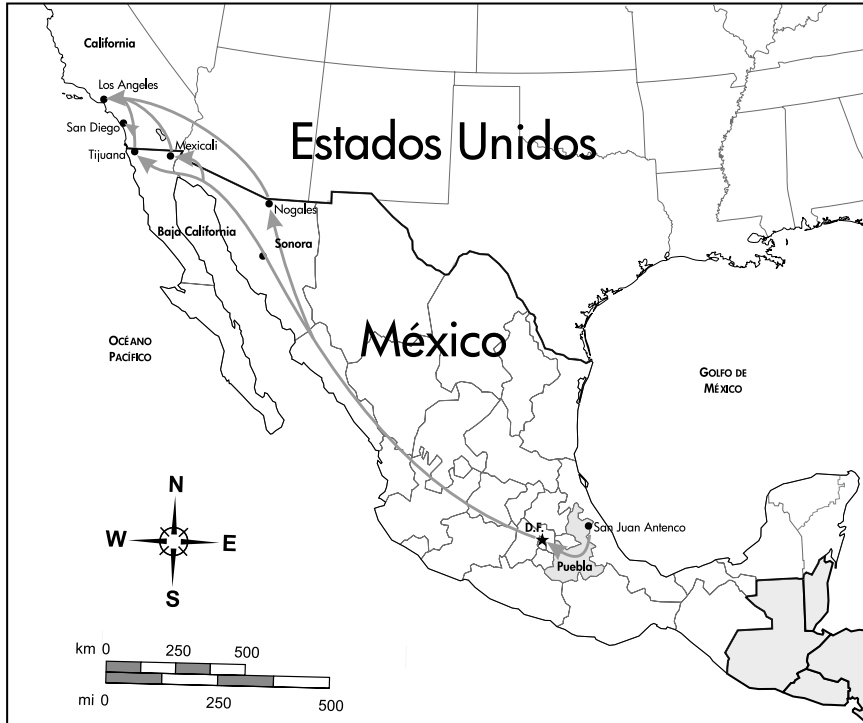 California
Los Angeles
San Diego
Tijuana
Mexicali
Estados Unidos
Nogales
Baja California
Sonora
OCÉANO
PACÍFICO
México
GOLFO DE
MÉXICO
D.F.
San Juan Antenco
Puebla
N
W
E
S
km 0 250 500
mi 0 250 500